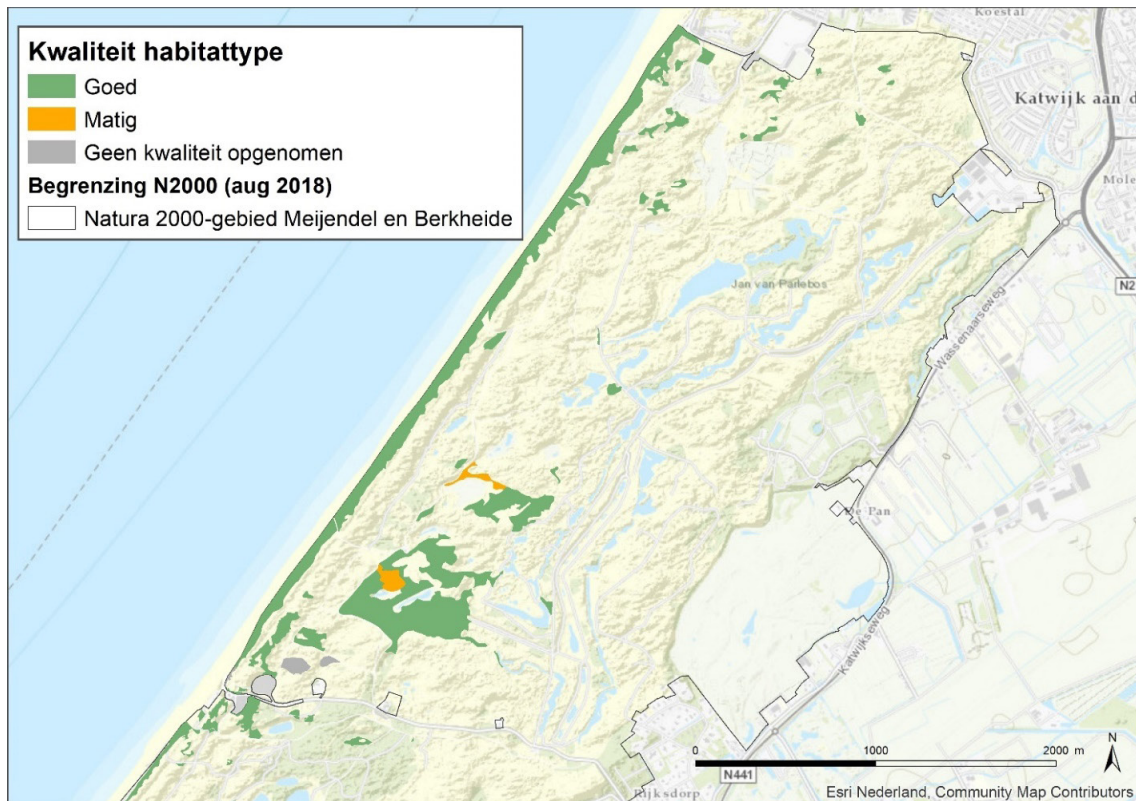 Kwaliteit habitattype
Goed
Matig
Geen kwaliteit opgenomen
Begrenzing N2000 (aug 2018)
Natura 2000-gebied Meijendel en Berkheide
Koestal
Katwijk aan d
Mole
N2
Jan van Pallebos
Wassenaarseweg
De Pan
Katwijkseweg
N441
Rijksdorp
0 1000 2000 m
N
Esri Nederland, Community Map Contributors